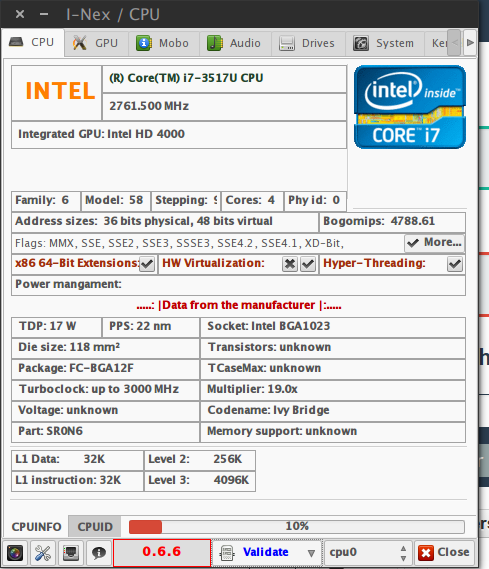 I-Nex / CPU
CPU GPU Mobo Audio Drives System
INTEL
(R) Core(TM) i7-3517U CPU
2761.500 MHz
Integrated GPU: Intel HD 4000
intel inside™
CORE™ i7
Family: 6 Model: 58 Stepping: Cores: 4 Phy id: 0
Address sizes: 36 bits physical, 48 bits virtual Bogomips: 4788.61
Flags: MMX, SSE, SSE2, SSE3, SSSE3, SSE4.2, SSE4.1, XD-Bit, More...
x86 64-Bit Extensions: HW Virtualization: Hyper-Threading:
Power mangament:
.....: |Data from the manufacturer |:.....
TDP: 17 W PPS: 22 nm Socket: Intel BGA1023
Die size: 118 mm² Transistors: unknown
Package: FC-BGA12F TCaseMax: unknown
Turboclock: up to 3000 MHz Multiplier: 19.0x
Voltage: unknown Codename: Ivy Bridge
Part: SR0N6 Memory support: unknown
L1 Data: 32K Level 2: 256K
L1 instruction: 32K Level 3: 4096K
CPUINFO CPUID 10%
0.6.6 Validate cpu0 Close